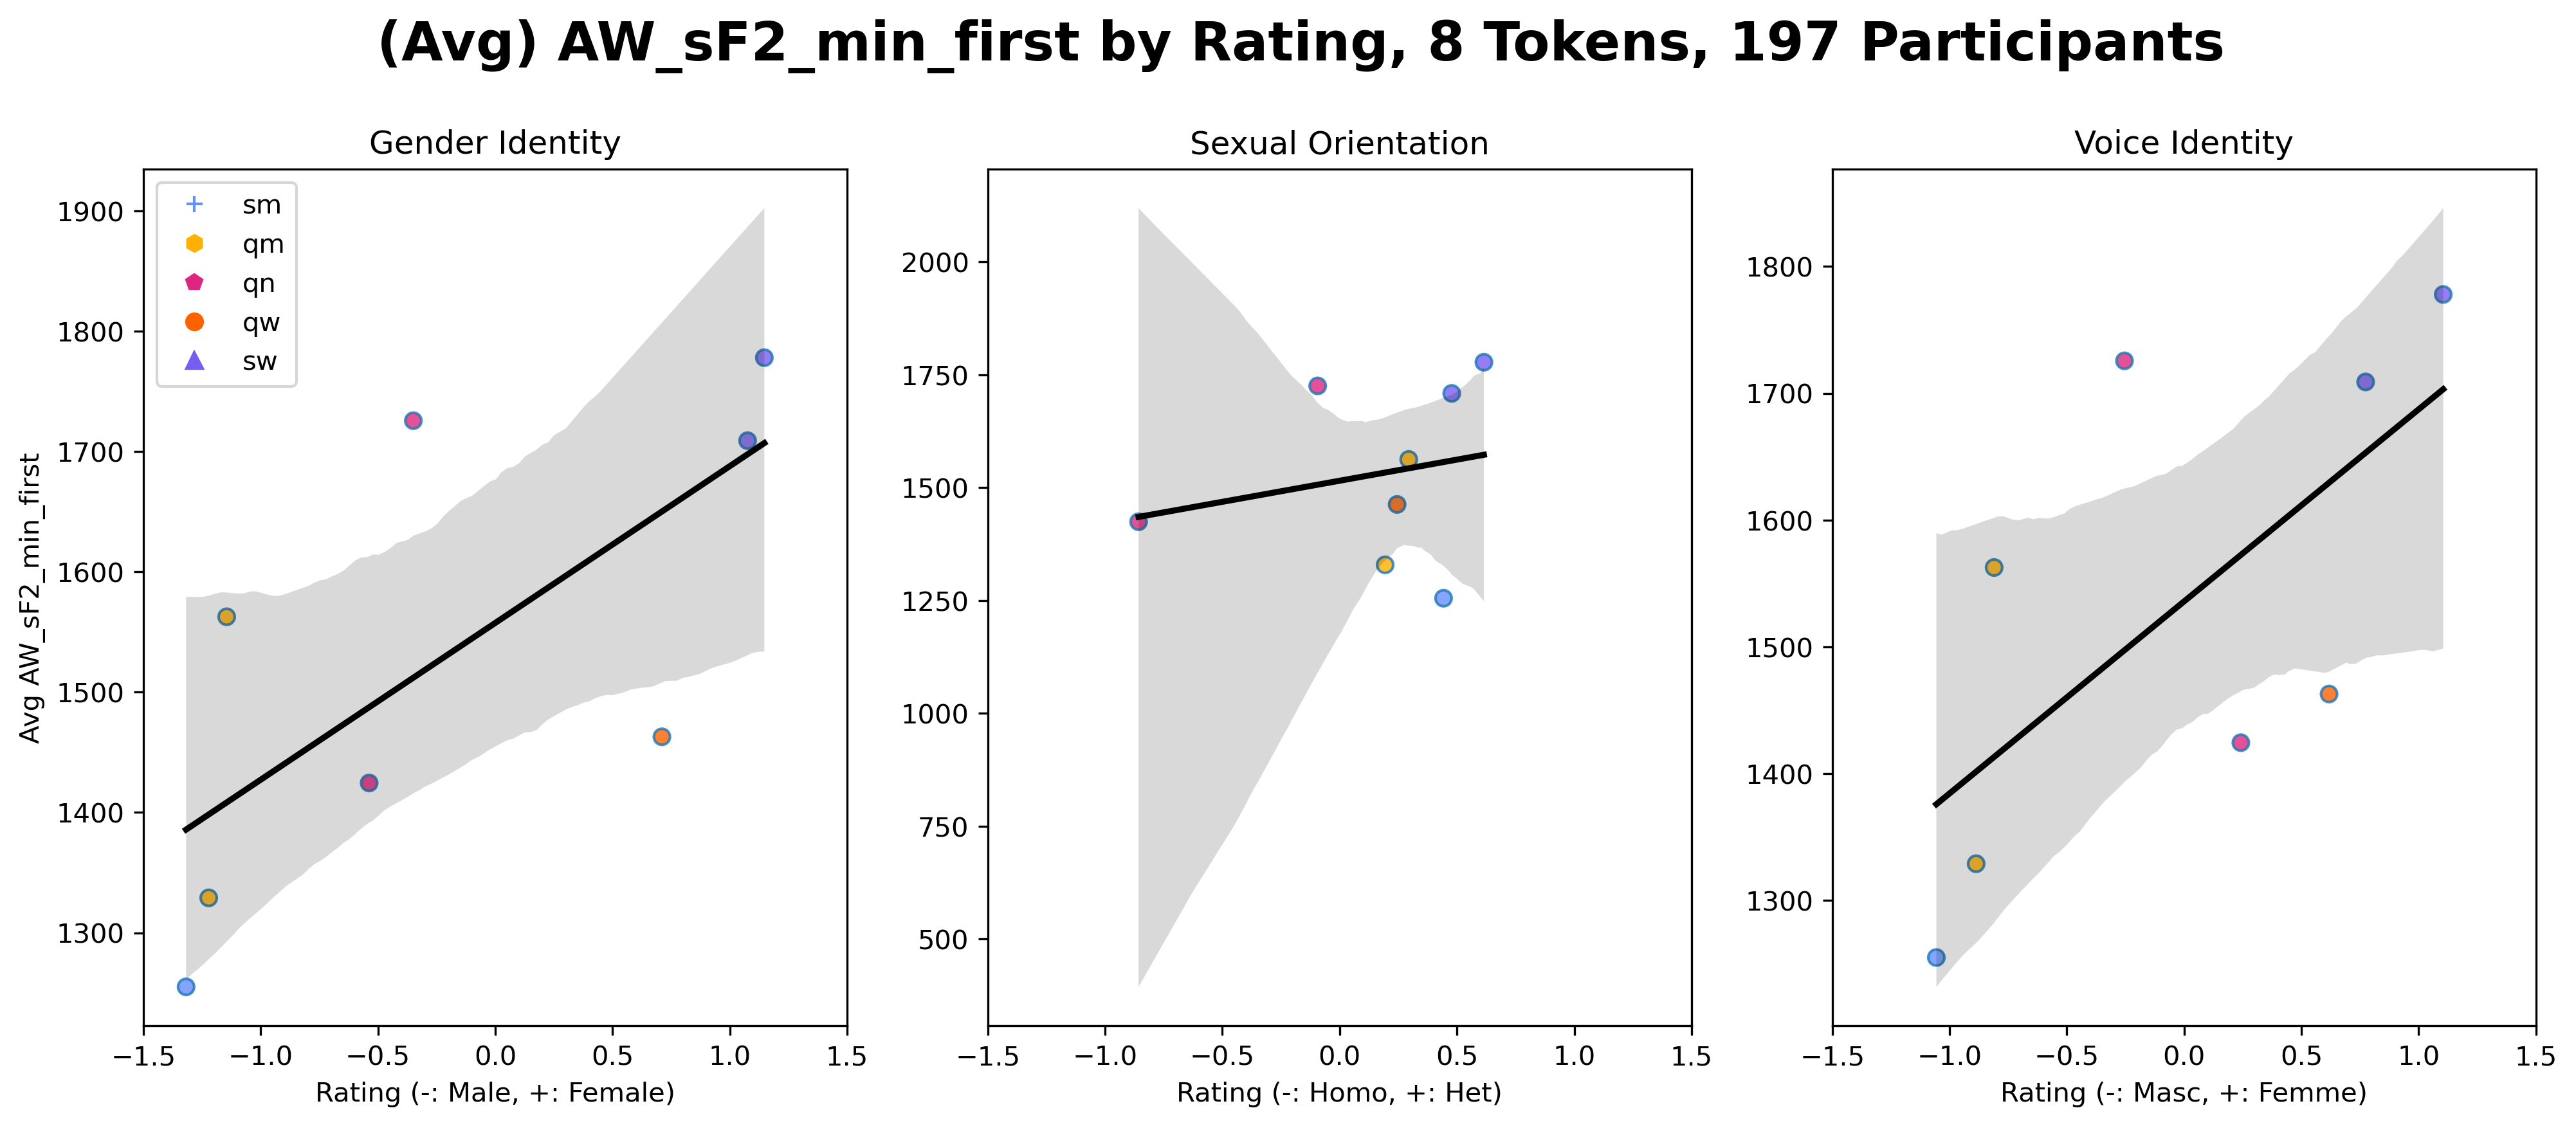 (Avg) AW_sF2_min_first by Rating, 8 Tokens, 197 Participants
Gender Identity
sm
qm
qn
qw
sw
1900
1800
1700
1600
1500
1400
1300
Avg AW_sF2_min_first
−1.5 −1.0 −0.5 0.0 0.5 1.0 1.5
Rating (-: Male, +: Female)
Sexual Orientation
2000
1750
1500
1250
1000
750
500
−1.5 −1.0 −0.5 0.0 0.5 1.0 1.5
Rating (-: Homo, +: Het)
Voice Identity
1800
1700
1600
1500
1400
1300
−1.5 −1.0 −0.5 0.0 0.5 1.0 1.5
Rating (-: Masc, +: Femme)